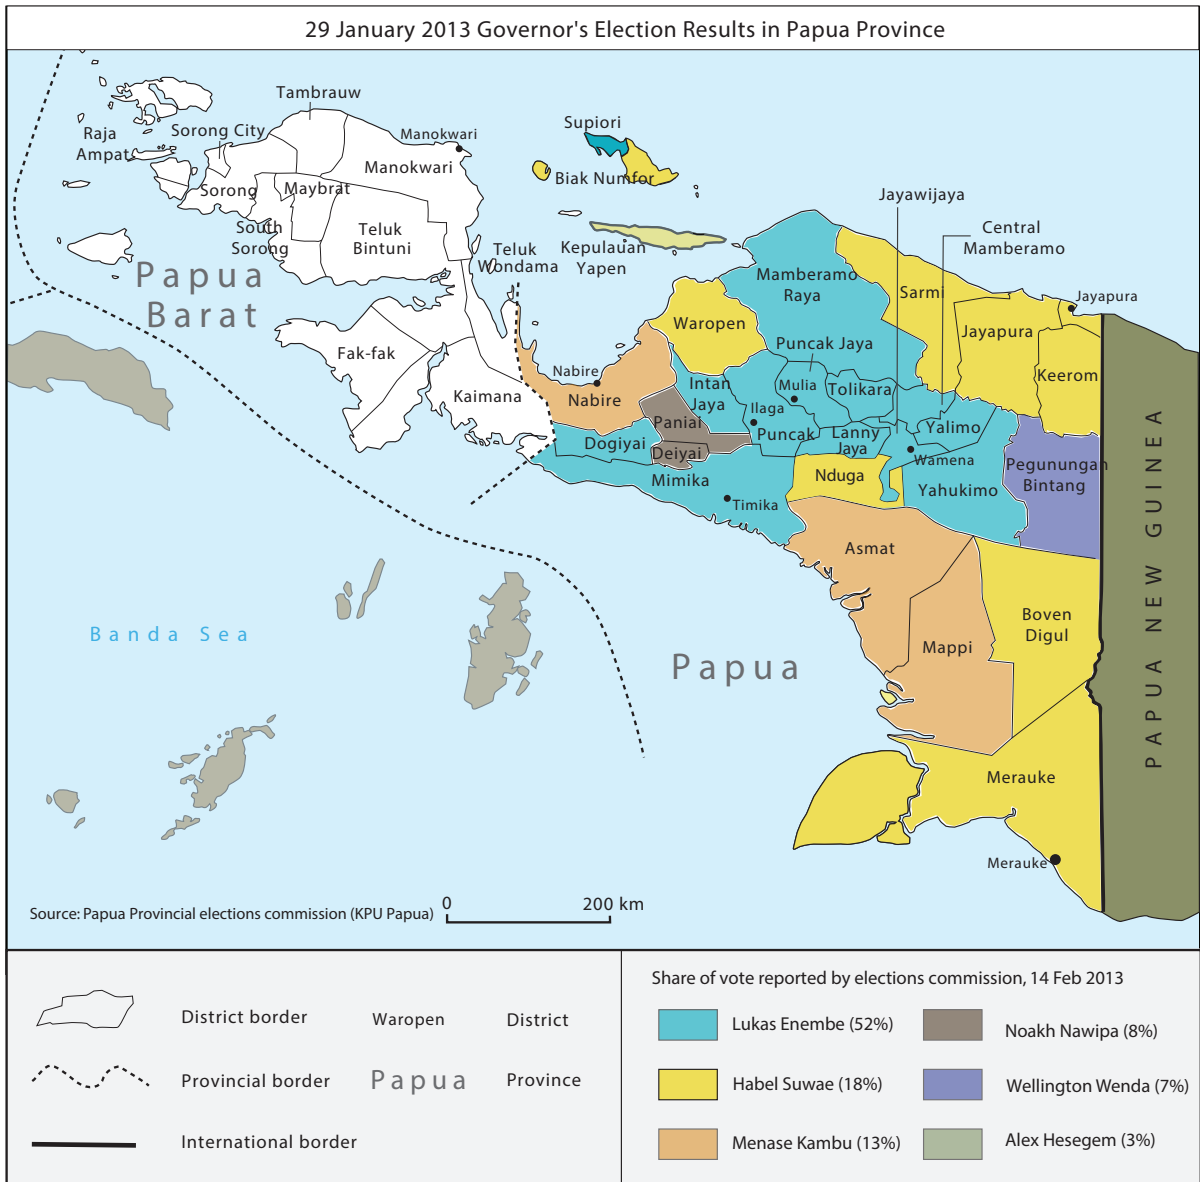 29 January 2013 Governor's Election Results in Papua Province
Tambrauw
Raja
Ampat
Sorong City
Manokwari
Manokwari
Sorong
Maybrat
South
Sorong
Teluk
Bintuni
Teluk
Wondama
Papua
Barat
Fak-fak
Kaimana
Supiori
Biak Numfor
Kepulauan
Yapen
Jayawijaya
Central
Mamberamo
Mamberamo
Raya
Sarmi
Jayapura
Jayapura
Waropen
Puncak Jaya
Keerom
Nabire
Nabire
Intan
Jaya
Mulia
Tolikara
Ilaga
Paniai
Puncak
Lanny
Jaya
Yalimo
Dogiyai
Deiyai
Wamena
Mimika
Nduga
Yahukimo
Pegunungan
Bintang
Timika
Asmat
Boven
Digul
Mappi
Banda Sea
Papua
PAPUA NEW GUINEA
Merauke
Merauke
Source: Papua Provincial elections commission (KPU Papua)
0
200 km
District border
Waropen
District
Provincial border
Papua
Province
International border
Share of vote reported by elections commission, 14 Feb 2013
Lukas Enembe (52%)
Noakh Nawipa (8%)
Habel Suwae (18%)
Wellington Wenda (7%)
Menase Kambu (13%)
Alex Hesegem (3%)